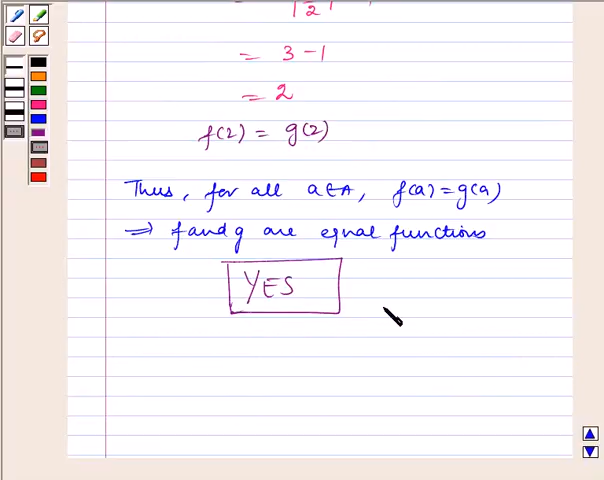 = 3 - 1
= 2
f(2) = g(2)
Thus, for all a ∈ A, f(a) = g(a)
⇒ f and g are equal functions
YES